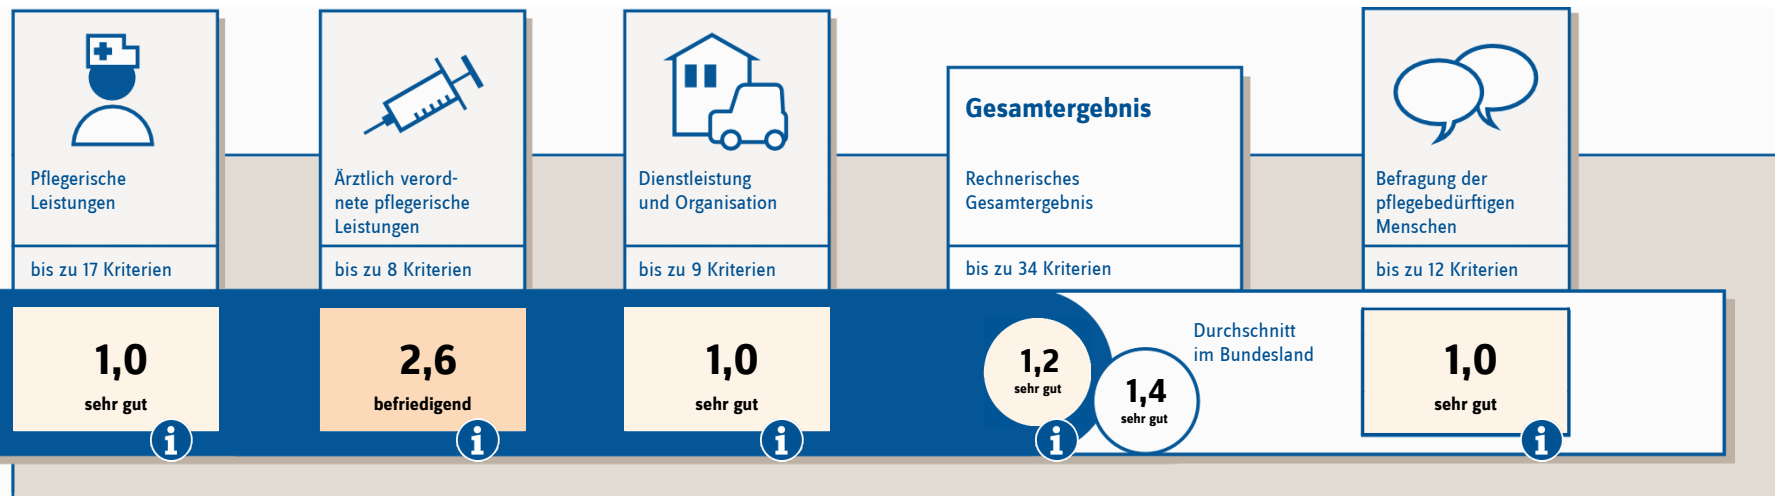 Pflegerische
Leistungen
bis zu 17 Kriterien
1,0
sehr gut
i
Ärztlich verord-
nete pflegerische
Leistungen
bis zu 8 Kriterien
2,6
befriedigend
i
Dienstleistung
und Organisation
bis zu 9 Kriterien
1,0
sehr gut
i
Gesamtergebnis
Rechnerisches
Gesamtergebnis
bis zu 34 Kriterien
1,2
sehr gut
i
Durchschnitt
im Bundesland
1,4
sehr gut
Befragung der
pflegebedürftigen
Menschen
bis zu 12 Kriterien
1,0
sehr gut
i